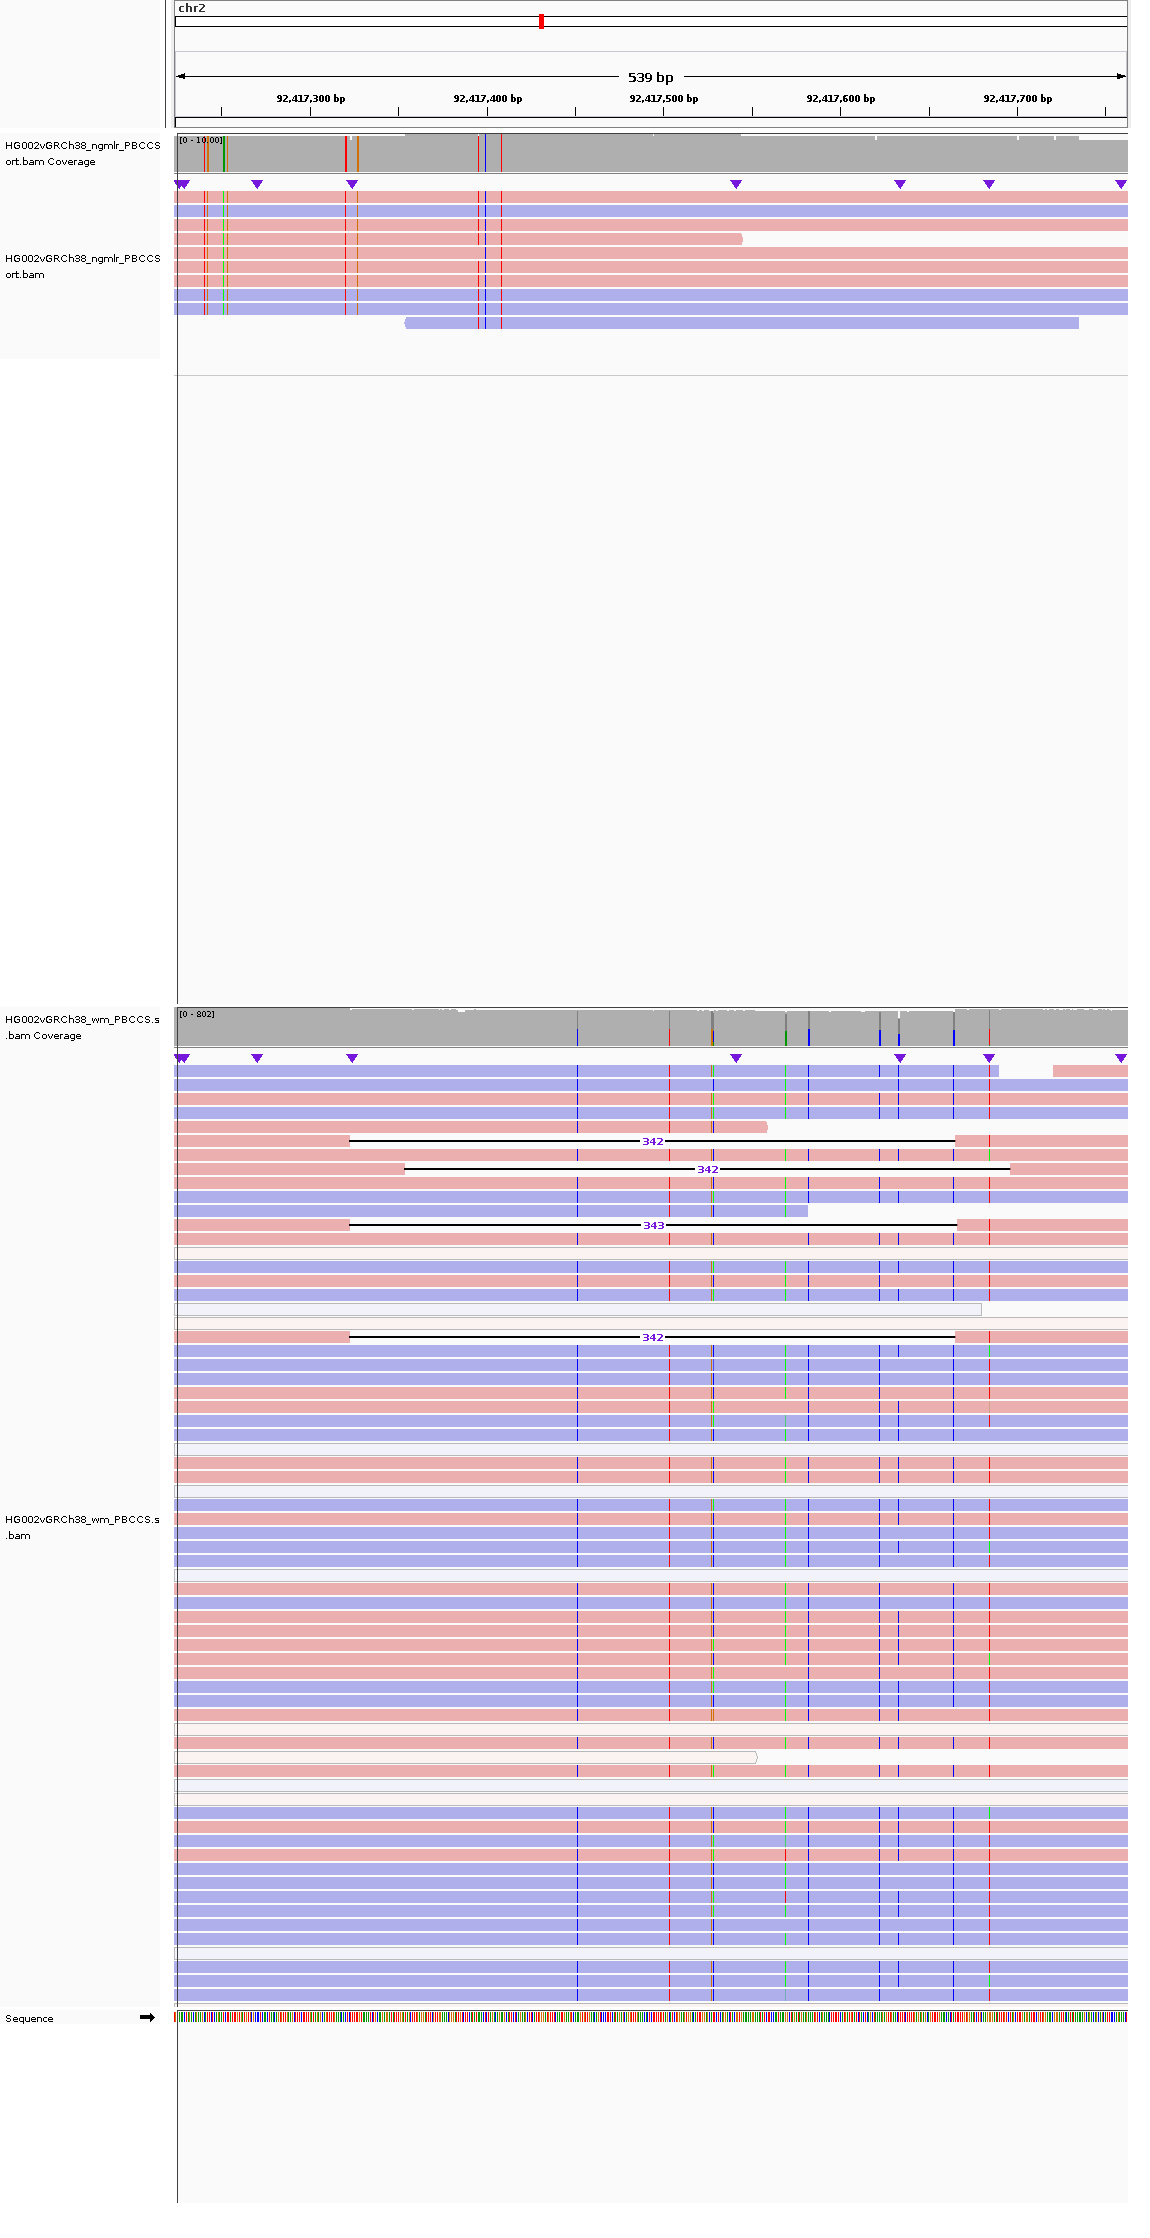 chr2
539 bp
92,417,300 bp 92,417,400 bp 92,417,500 bp 92,417,600 bp 92,417,700 bp
HG002vGRCh38_ngmlr_PBCCS
ort.bam Coverage
[0 - 10.00]
HG002vGRCh38_ngmlr_PBCCS
ort.bam
HG002vGRCh38_wm_PBCCS.s
.bam Coverage
[0 - 802]
342
342
343
342
HG002vGRCh38_wm_PBCCS.s
.bam
Sequence